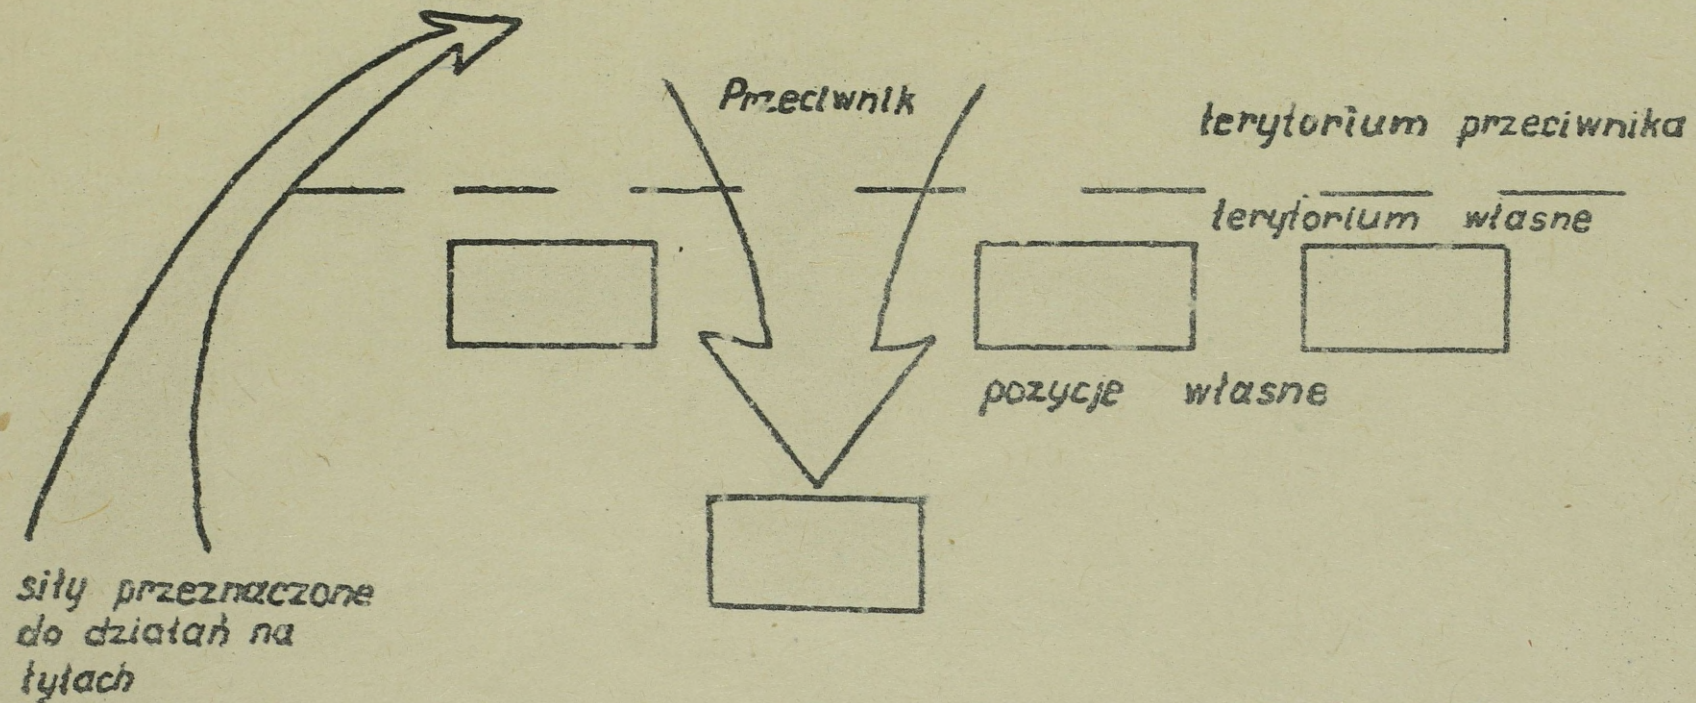 Przeciwnik
terytorium przeciwnika
terytorium własne
pozycje własne
siły przeznaczone
do działań na
tyłach